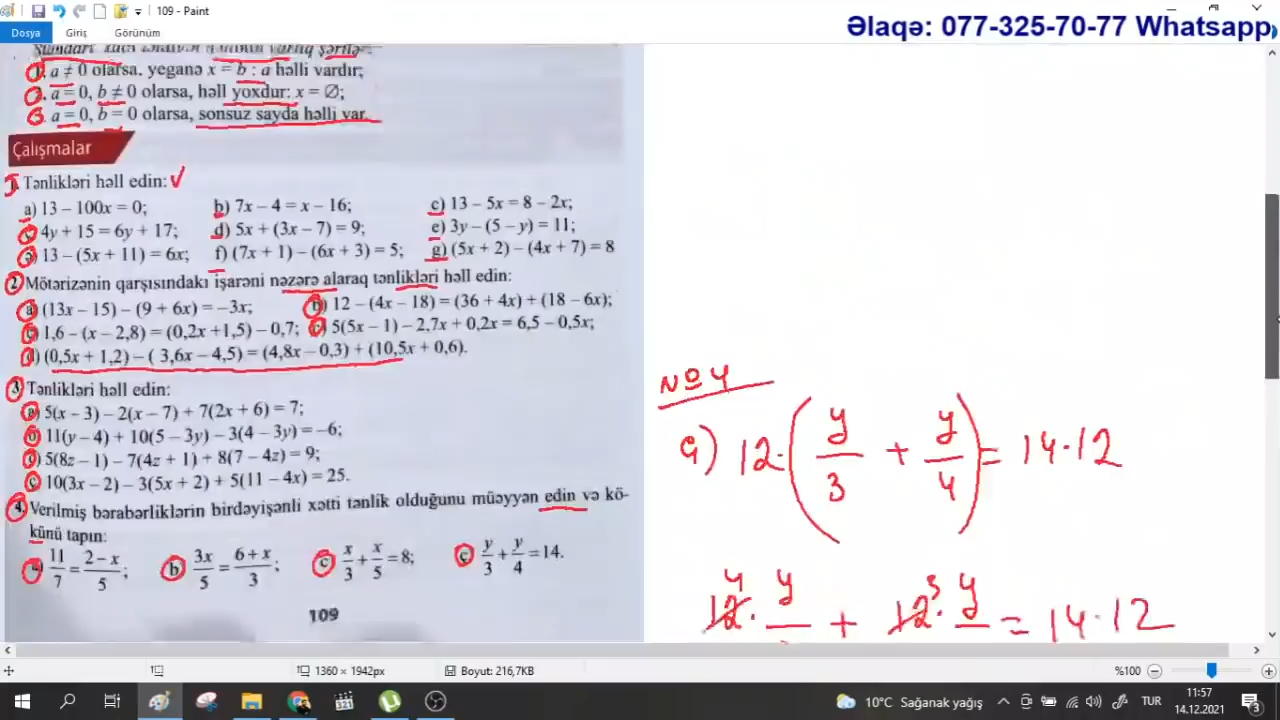 109 - Paint
Əlaqə: 077-325-70-77 Whatsapp
Dosya Giriş Görünüm
1. a ≠ 0 olarsa, yeganə x = b : a həlli vardır;
2. a = 0, b ≠ 0 olarsa, həll yoxdur: x = ∅;
3. a = 0, b = 0 olarsa, sonsuz sayda həlli var.
Çalışmalar
1. Tənlikləri həll edin: ✓
a) 13 – 100x = 0; b) 7x – 4 = x – 16; c) 13 – 5x = 8 – 2x;
ç) 4y + 15 = 6y + 17; d) 5x + (3x – 7) = 9; e) 3y – (5 – y) = 11;
ə) 13 – (5x + 11) = 6x; f) (7x + 1) – (6x + 3) = 5; g) (5x + 2) – (4x + 7) = 8
2 Mötərizənin qarşısındakı işarəni nəzərə alaraq tənlikləri həll edin:
a) (13x – 15) – (9 + 6x) = –3x; b) 12 – (4x – 18) = (36 + 4x) + (18 – 6x);
c) 1,6 – (x – 2,8) = (0,2x +1,5) – 0,7; ç) 5(5x – 1) – 2,7x + 0,2x = 6,5 – 0,5x;
d) (0,5x + 1,2) – ( 3,6x – 4,5) = (4,8x – 0,3) + (10,5x + 0,6).
3 Tənlikləri həll edin:
a) 5(x – 3) – 2(x – 7) + 7(2x + 6) = 7;
b) 11(y – 4) + 10(5 – 3y) – 3(4 – 3y) = –6;
c) 5(8z – 1) – 7(4z + 1) + 8(7 – 4z) = 9;
ç) 10(3x – 2) – 3(5x + 2) + 5(11 – 4x) = 25.
4. Verilmiş bərabərliklərin birdəyişənli xətti tənlik olduğunu müəyyən edin və kö-
künü tapın:
a) 11/7 = 2–x/5; b) 3x/5 = 6+x/3; c) x/3 + x/5 = 8; ç) y/3 + y/4 = 14.
109
№ 4
ç) 12·(y/3 + y/4) = 14·12
12 4 · y + 12 3 · y = 14·12
1360 × 1942px Boyut: 216,7KB %100
10°C Sağanak yağış TUR 11:57
14.12.2021 3